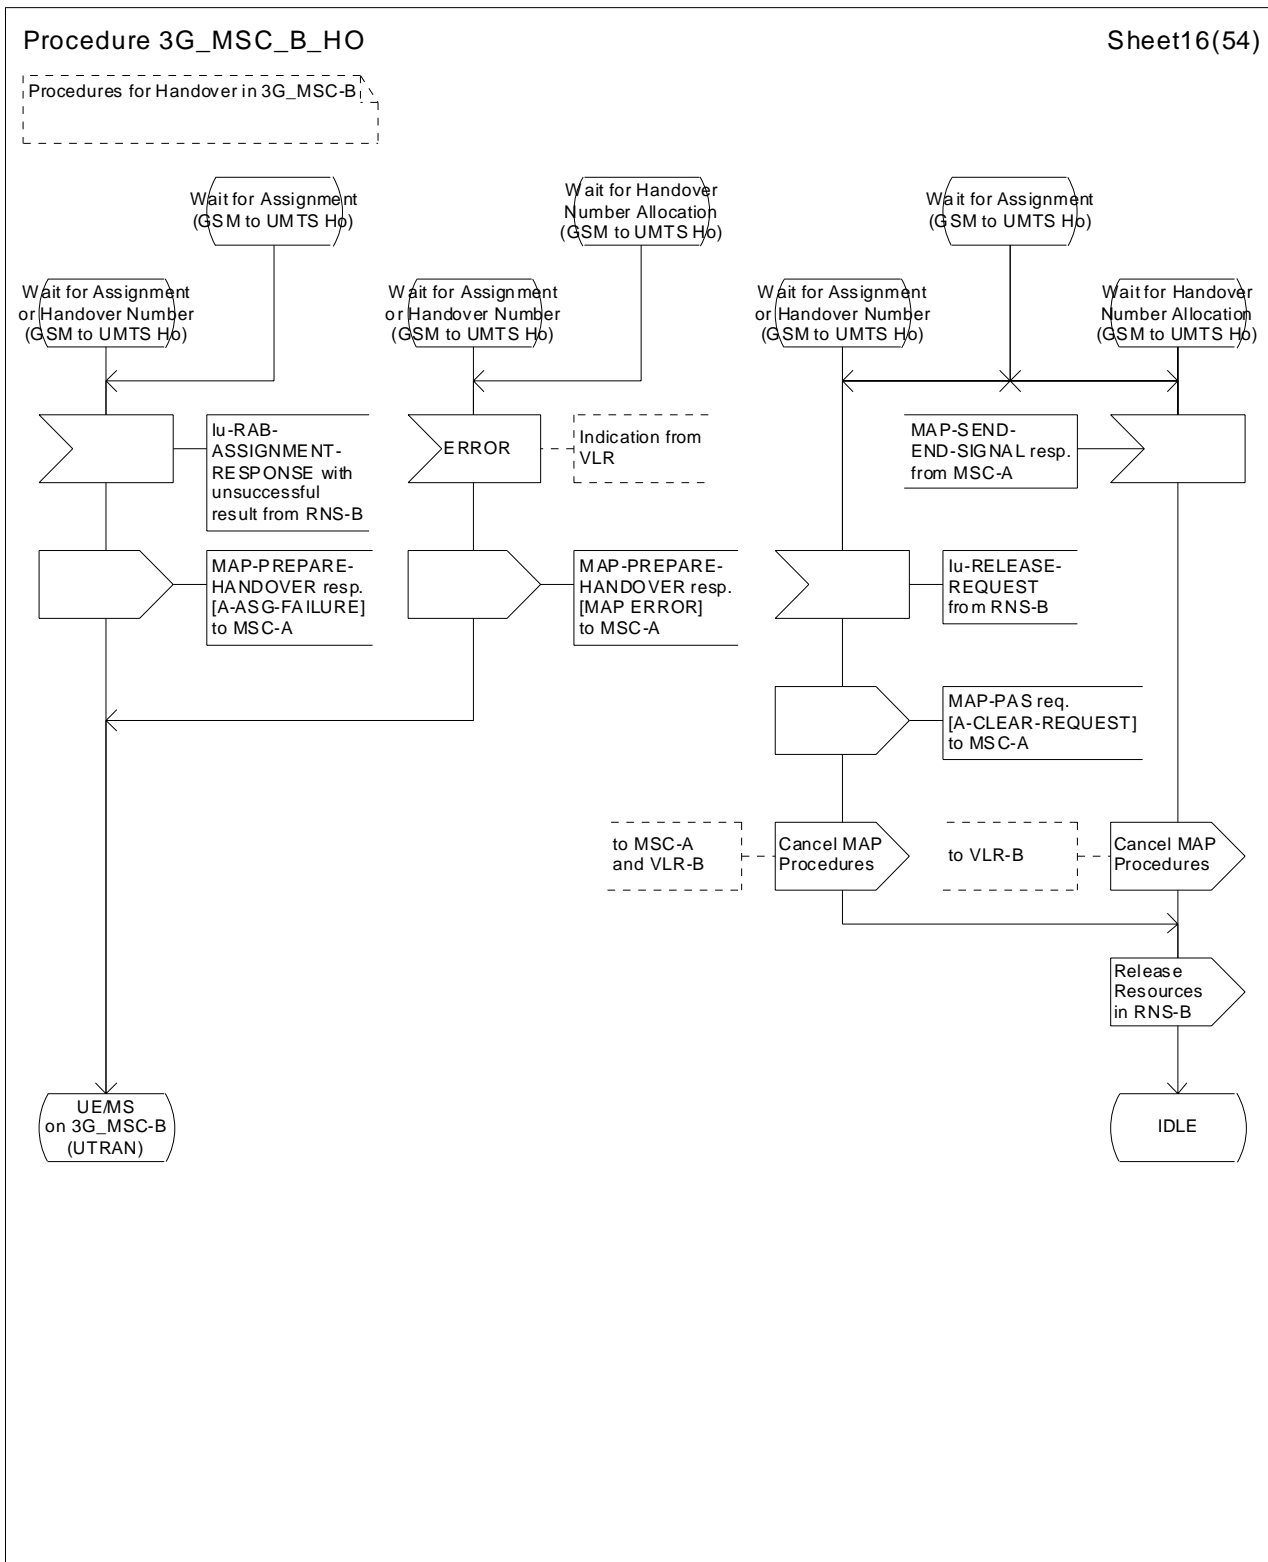 Procedure 3G_MSC_B_HO
Sheet16(54)
Procedures for Handover in 3G_MSC-B
Wait for Assignment
(GSM to UMTS Ho)
Wait for Handover
Number Allocation
(GSM to UMTS Ho)
Wait for Assignment
(GSM to UMTS Ho)
Wait for Assignment
or Handover Number
(GSM to UMTS Ho)
Wait for Assignment
or Handover Number
(GSM to UMTS Ho)
Wait for Assignment
or Handover Number
(GSM to UMTS Ho)
Wait for Handover
Number Allocation
(GSM to UMTS Ho)
Iu-RAB-
ASSIGNMENT-
RESPONSE with
unsuccessful
result from RNS-B
ERROR
Indication from
VLR
MAP-SEND-
END-SIGNAL resp.
from MSC-A
MAP-PREPARE-
HANDOVER resp.
[A-ASG-FAILURE]
to MSC-A
MAP-PREPARE-
HANDOVER resp.
[MAP ERROR]
to MSC-A
Iu-RELEASE-
REQUEST
from RNS-B
MAP-PAS req.
[A-CLEAR-REQUEST]
to MSC-A
to MSC-A
and VLR-B
Cancel MAP
Procedures
to VLR-B
Cancel MAP
Procedures
Release
Resources
in RNS-B
UE/MS
on 3G_MSC-B
(UTRAN)
IDLE